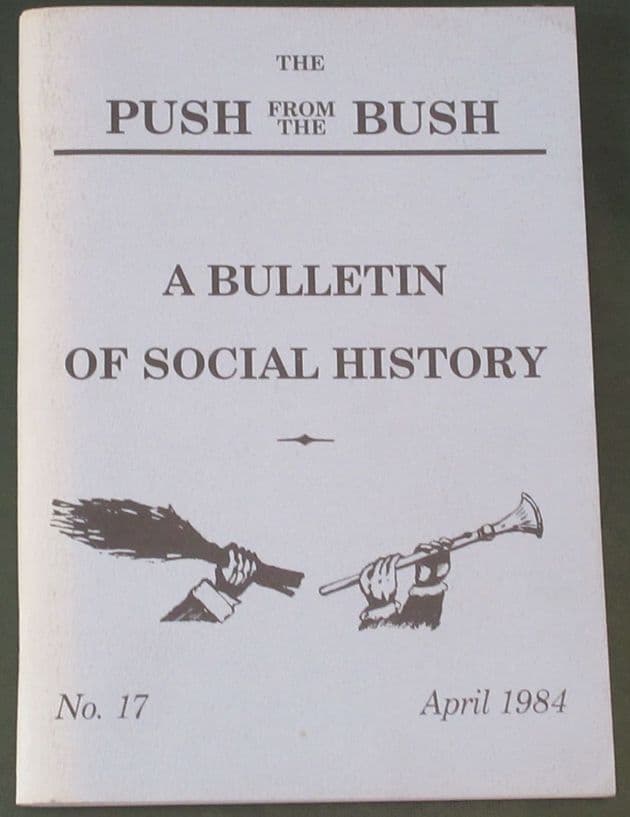 THE
PUSH FROM THE BUSH
A BULLETIN
OF SOCIAL HISTORY
No. 17 April 1984